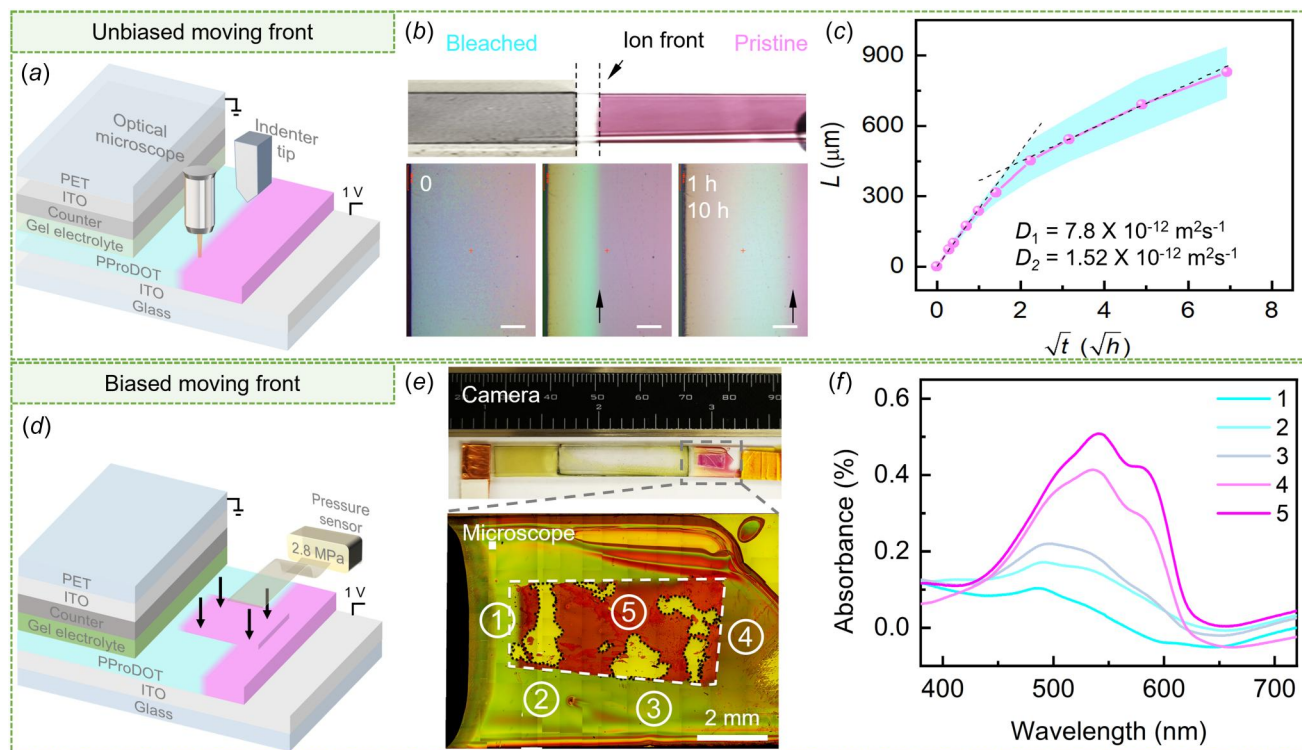 Unbiased moving front
(a)
Optical
microscope
Indenter
tip
1 V
PET
ITO
Counter
Gel electrolyte
PProDOT
ITO
Glass
(b)
Bleached
Ion front
Pristine
0
1 h
10 h
(c)
900
600
300
0
L (μm)
D1 = 7.8 X 10-12 m2s-1
D2 = 1.52 X 10-12 m2s-1
0 2 4 6 8
√t (√h)
Biased moving front
(d)
Pressure
sensor
2.8 MPa
1 V
PET
ITO
Counter
Gel electrolyte
PProDOT
ITO
Glass
(e)
Camera
Microscope
1
5
4
2
3
2 mm
(f)
0.6
0.4
0.2
0.0
Absorbance (%)
1
2
3
4
5
400 500 600 700
Wavelength (nm)